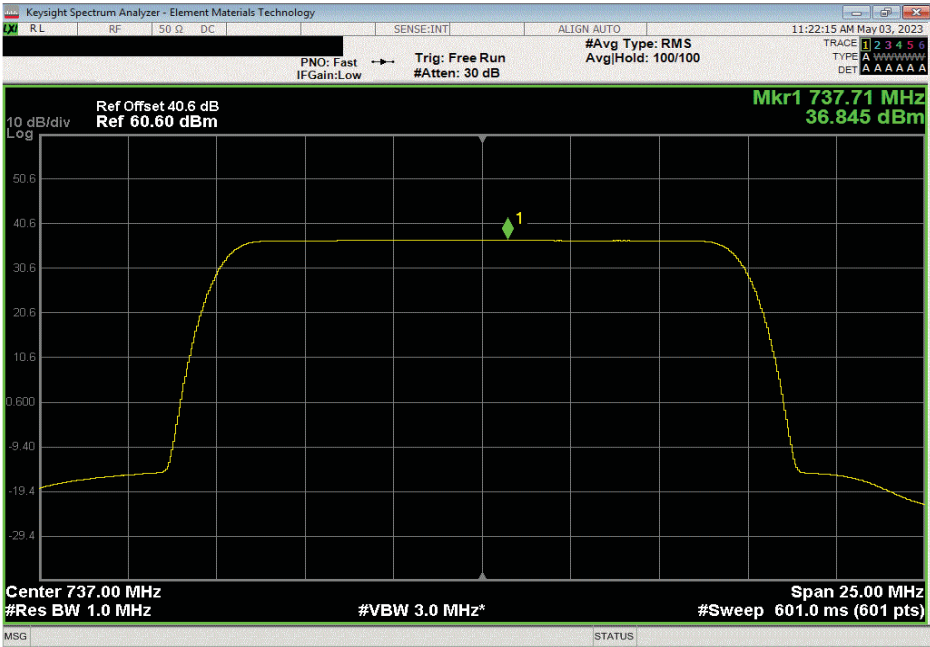 Keysight Spectrum Analyzer - Element Materials Technology
LXI RL RF 50 Ω DC SENSE:INT ALIGN AUTO 11:22:15 AM May 03, 2023
#Avg Type: RMS TRACE 1 2 3 4 5 6
PNO: Fast Trig: Free Run Avg|Hold: 100/100 TYPE A WWWWW
IFGain:Low #Atten: 30 dB DET A A A A A A
Mkr1 737.71 MHz
Ref Offset 40.6 dB
10 dB/div Ref 60.60 dBm 36.845 dBm
Log
50.6
1
40.6
30.6
20.6
10.6
0.600
-9.40
-19.4
-29.4
Center 737.00 MHz Span 25.00 MHz
#Res BW 1.0 MHz #VBW 3.0 MHz* #Sweep 601.0 ms (601 pts)
MSG STATUS